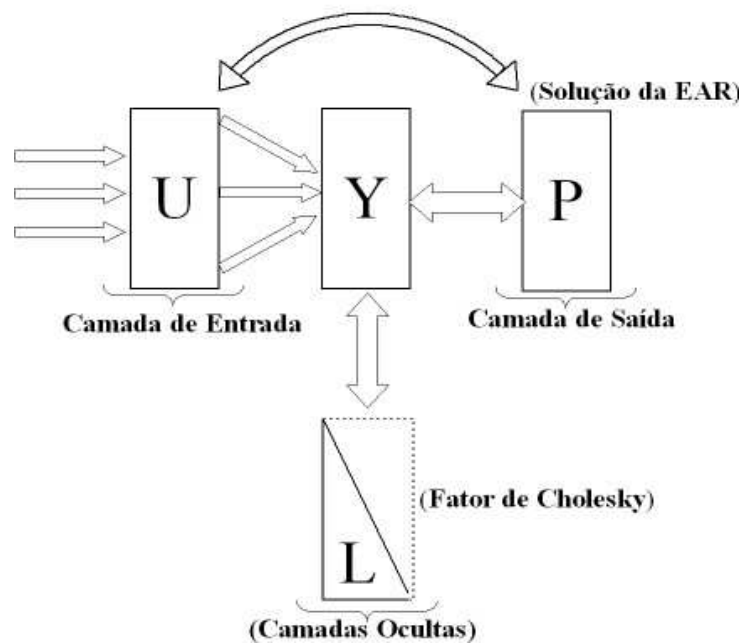 (Solução da EAR)
U
Y
P
Camada de Entrada
Camada de Saída
(Fator de Cholesky)
L
(Camadas Ocultas)